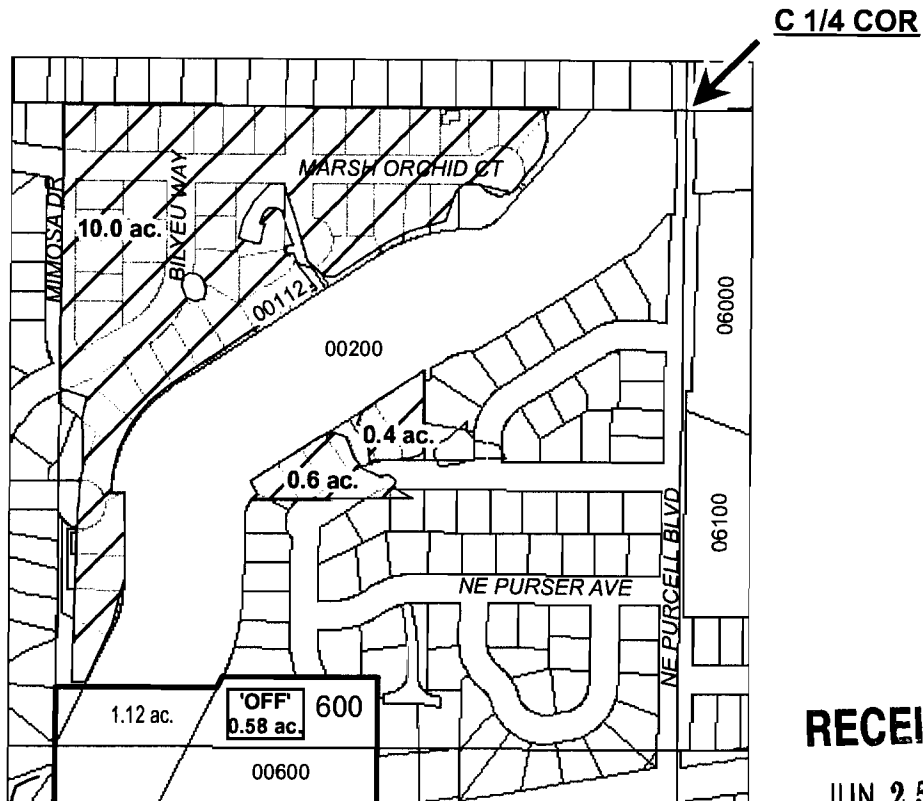 C 1/4 COR
MARSH ORCHID CT
BILYEU WAY
MIMOSA DR
10.0 ac.
00112
00200
06000
0.4 ac.
0.6 ac.
06100
NE PURCELL BLVD
NE PURSER AVE
'OFF'
0.58 ac.
600
1.12 ac.
00600
RECEI
JUN 25